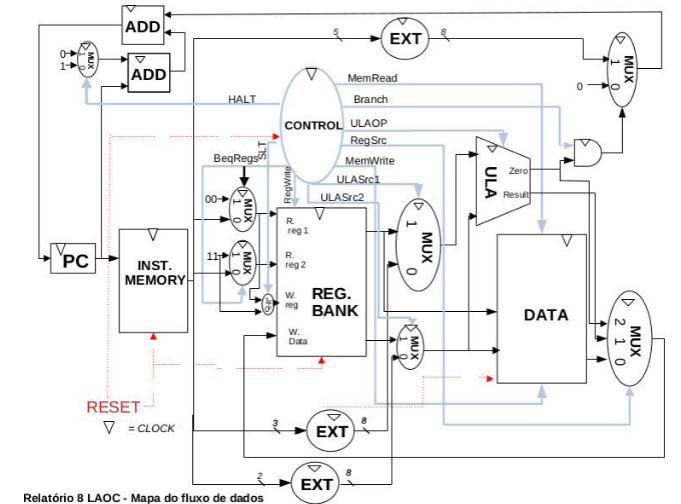 ADD
5
EXT
8
0
1
MUX
1
0
ADD
MUX
1
0
0
MemRead
Branch
HALT
CONTROL
ULAOP
RegSrc
SLT
BeqRegs
MemWrite
RegWrite
ULASrc1
ULASrc2
ULA
Zero
Result
00
MUX
1
0
R.
reg 1
MUX
1
0
PC
INST.
MEMORY
11
MUX
1
0
R.
reg 2
W.
reg
REG.
BANK
W.
Data
MUX
1
0
DATA
MUX
2
1
0
RESET
= CLOCK
3
EXT
8
2
EXT
8
Relatório 8 LAOC - Mapa do fluxo de dados